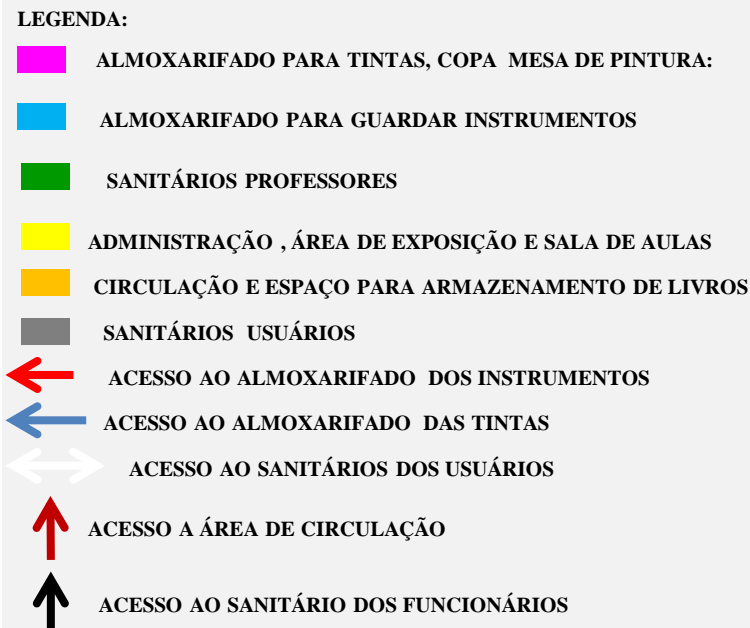 LEGENDA:
ALMOXARIFADO PARA TINTAS, COPA MESA DE PINTURA:
ALMOXARIFADO PARA GUARDAR INSTRUMENTOS
SANITÁRIOS PROFESSORES
ADMINISTRAÇÃO , ÁREA DE EXPOSIÇÃO E SALA DE AULAS
CIRCULAÇÃO E ESPAÇO PARA ARMAZENAMENTO DE LIVROS
SANITÁRIOS USUÁRIOS
ACESSO AO ALMOXARIFADO DOS INSTRUMENTOS
ACESSO AO ALMOXARIFADO DAS TINTAS
ACESSO AO SANITÁRIOS DOS USUÁRIOS
ACESSO A ÁREA DE CIRCULAÇÃO
ACESSO AO SANITÁRIO DOS FUNCIONÁRIOS